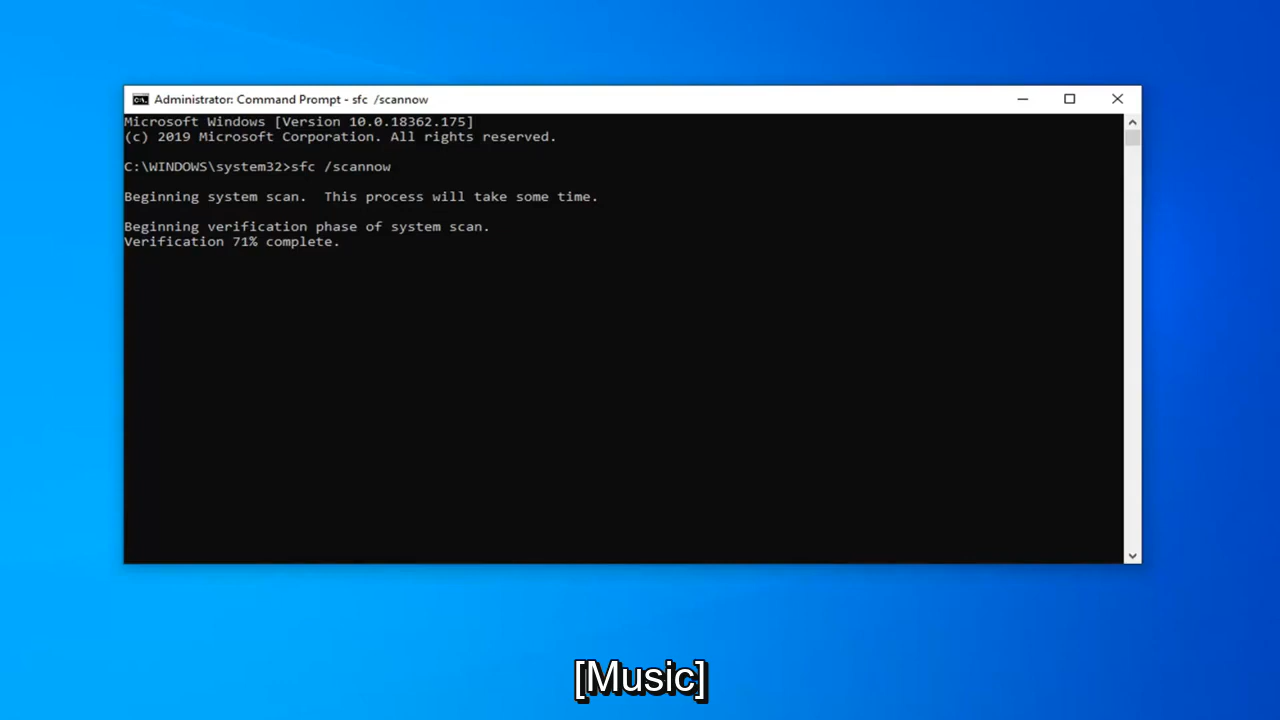 Administrator: Command Prompt - sfc  /scannow
Microsoft Windows [Version 10.0.18362.175]
(c) 2019 Microsoft Corporation. All rights reserved.
C:\WINDOWS\system32>sfc /scannow
Beginning system scan.  This process will take some time.
Beginning verification phase of system scan.
Verification 71% complete.
[Music]